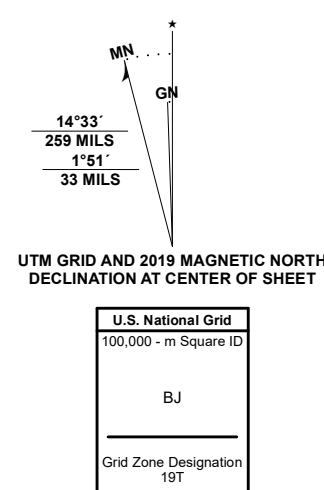 ★
MN
GN
14°33´
259 MILS
1°51´
33 MILS
UTM GRID AND 2019 MAGNETIC NORTH
DECLINATION AT CENTER OF SHEET
U.S. National Grid
100,000 - m Square ID
BJ
Grid Zone Designation
19T